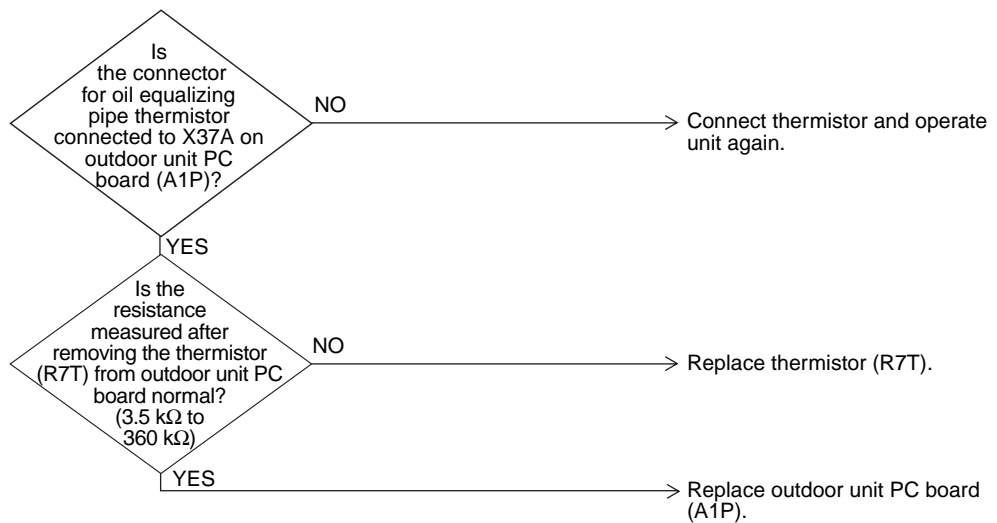 Is
the connector
for oil equalizing
pipe thermistor
connected to X37A on
outdoor unit PC
board (A1P)?
NO
Connect thermistor and operate
unit again.
YES
Is the
resistance
measured after
removing the thermistor
(R7T) from outdoor unit PC
board normal?
(3.5 kΩ to
360 kΩ)
NO
Replace thermistor (R7T).
YES
Replace outdoor unit PC board
(A1P).